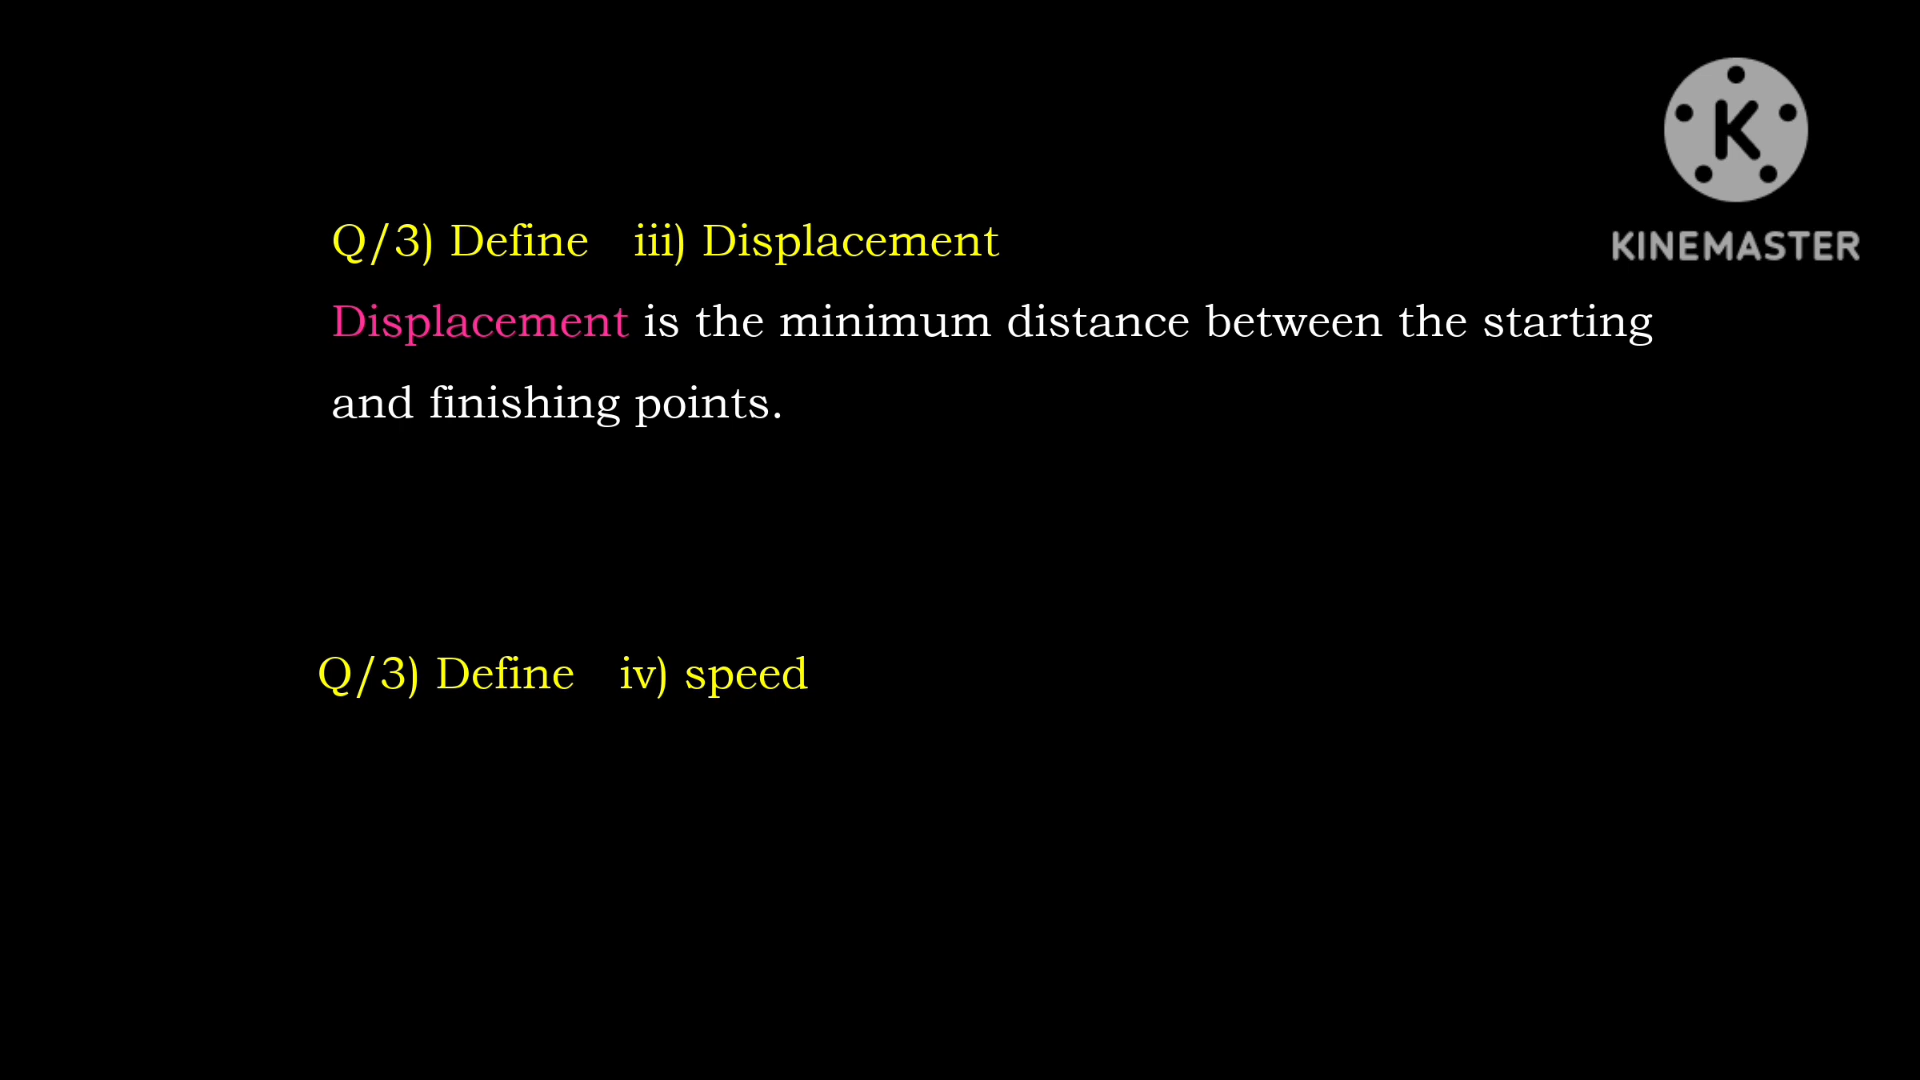 KINEMASTER
Q/3) Define iii) Displacement
Displacement is the minimum distance between the starting
and finishing points.
Q/3) Define iv) speed